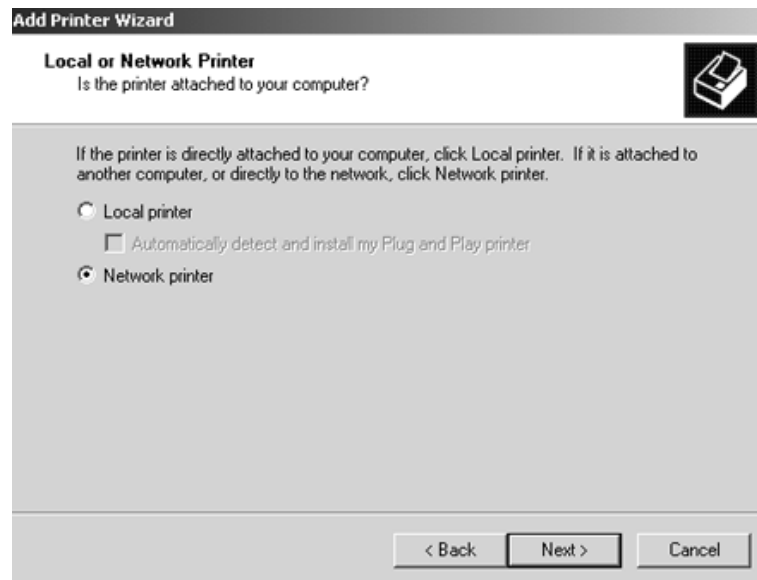 Add Printer Wizard
Local or Network Printer
Is the printer attached to your computer?
If the printer is directly attached to your computer, click Local printer. If it is attached to
another computer, or directly to the network, click Network printer.
Local printer
Automatically detect and install my Plug and Play printer
Network printer
< Back Next > Cancel